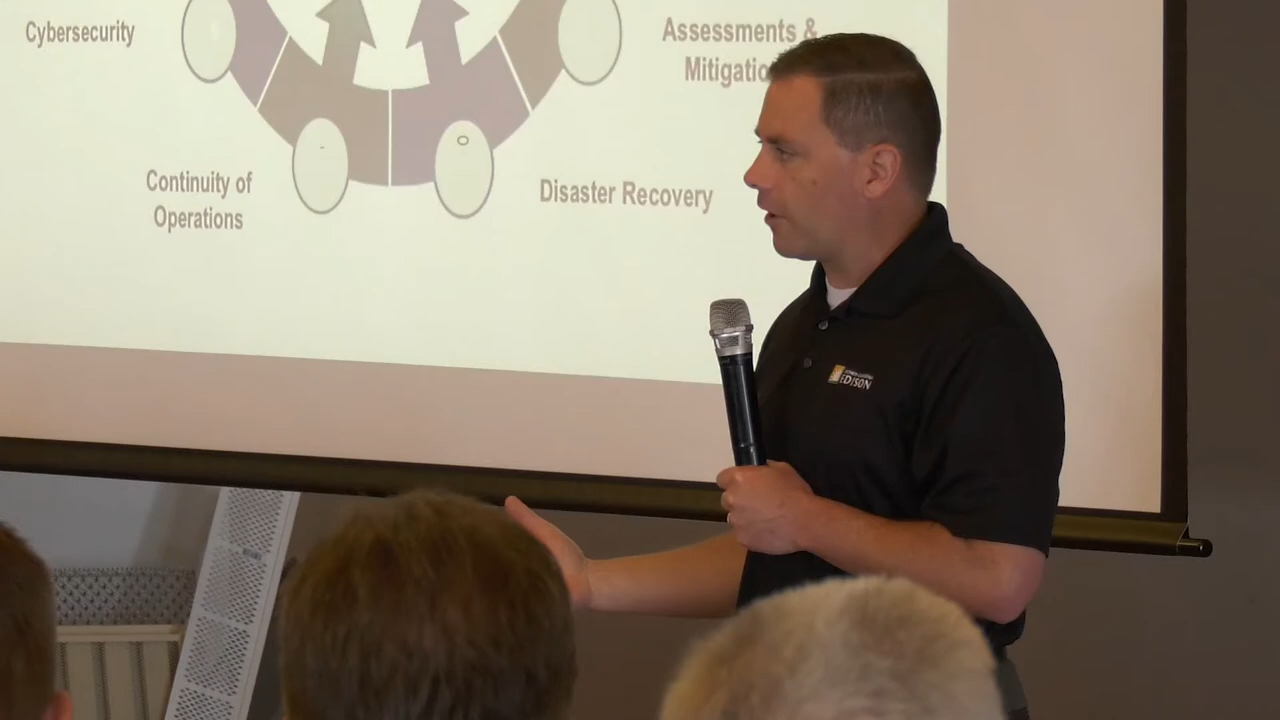 Cybersecurity
Assessments &
Mitigatio
Continuity of
Operations
Disaster Recovery
EDISON